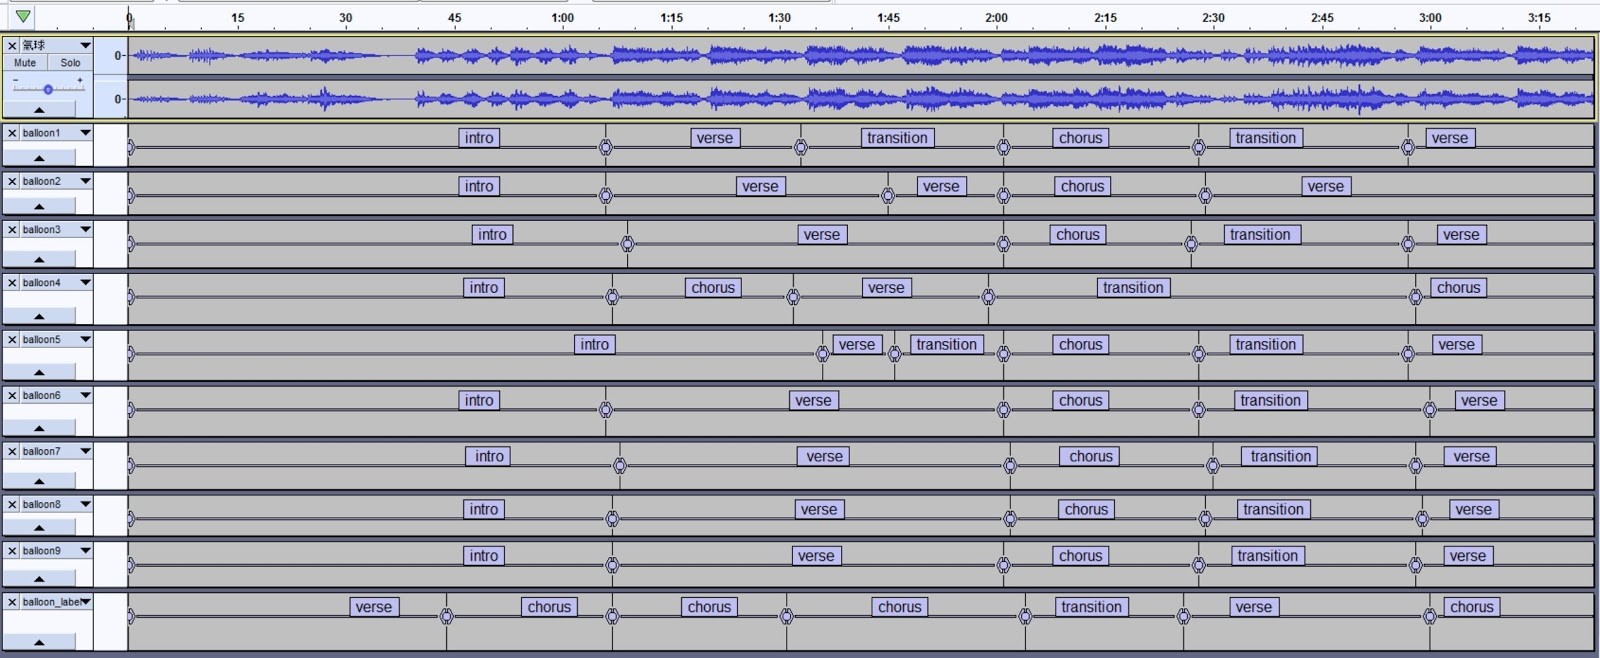 0 15 30 45 1:00 1:15 1:30 1:45 2:00 2:15 2:30 2:45 3:00 3:15
氣球
Mute Solo
- +
0-
0-
balloon1 intro verse transition chorus transition verse
balloon2 intro verse verse chorus verse
balloon3 intro verse chorus transition verse
balloon4 intro chorus verse transition chorus
balloon5 intro verse transition chorus transition verse
balloon6 intro verse chorus transition verse
balloon7 intro verse chorus transition verse
balloon8 intro verse chorus transition verse
balloon9 intro verse chorus transition verse
balloon_label verse chorus chorus chorus transition verse chorus